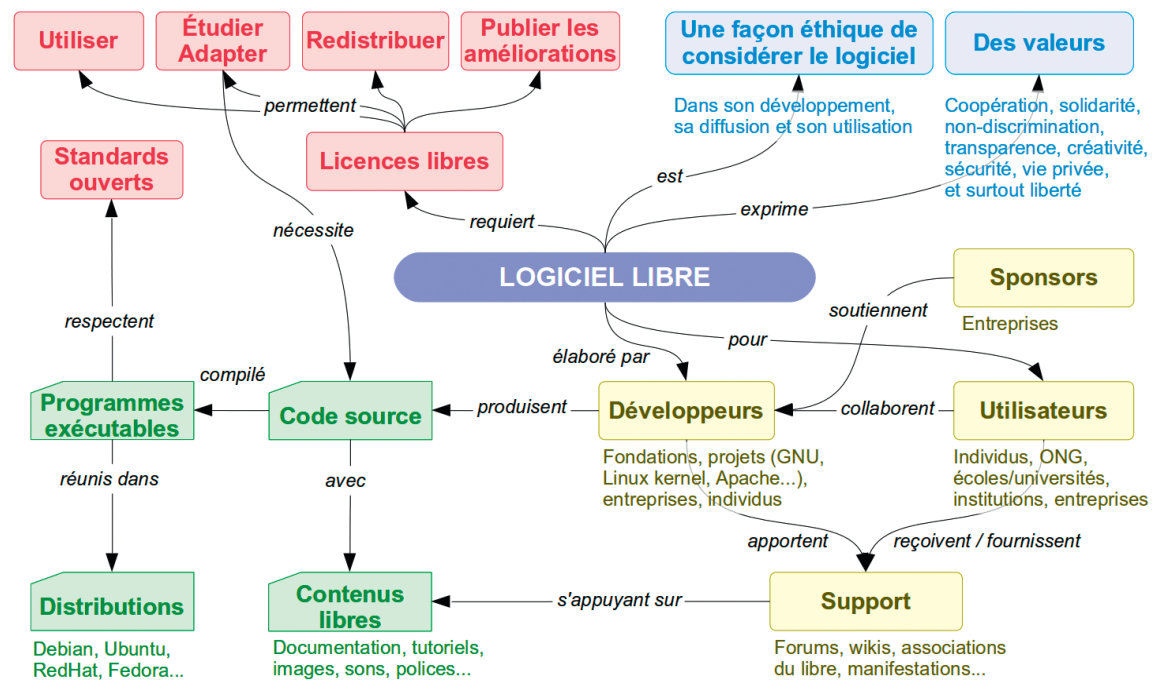 Utiliser
Étudier
Adapter
Redistribuer
Publier les
améliorations
Une façon éthique de
considérer le logiciel
Des valeurs
permettent
Dans son développement,
sa diffusion et son utilisation
Coopération, solidarité,
non-discrimination,
transparence, créativité,
sécurité, vie privée,
et surtout liberté
Standards
ouverts
Licences libres
est
exprime
nécessite
requiert
LOGICIEL LIBRE
Sponsors
Entreprises
soutiennent
respectent
élaboré par
pour
compilé
Programmes
exécutables
Code source
produisent
Développeurs
collaborent
Utilisateurs
Fondations, projets (GNU,
Linux kernel, Apache...),
entreprises, individus
Individus, ONG,
écoles/universités,
institutions, entreprises
réunis dans
avec
apportent
reçoivent / fournissent
Distributions
Contenus
libres
s'appuyant sur
Support
Debian, Ubuntu,
RedHat, Fedora...
Documentation, tutoriels,
images, sons, polices...
Forums, wikis, associations
du libre, manifestations...